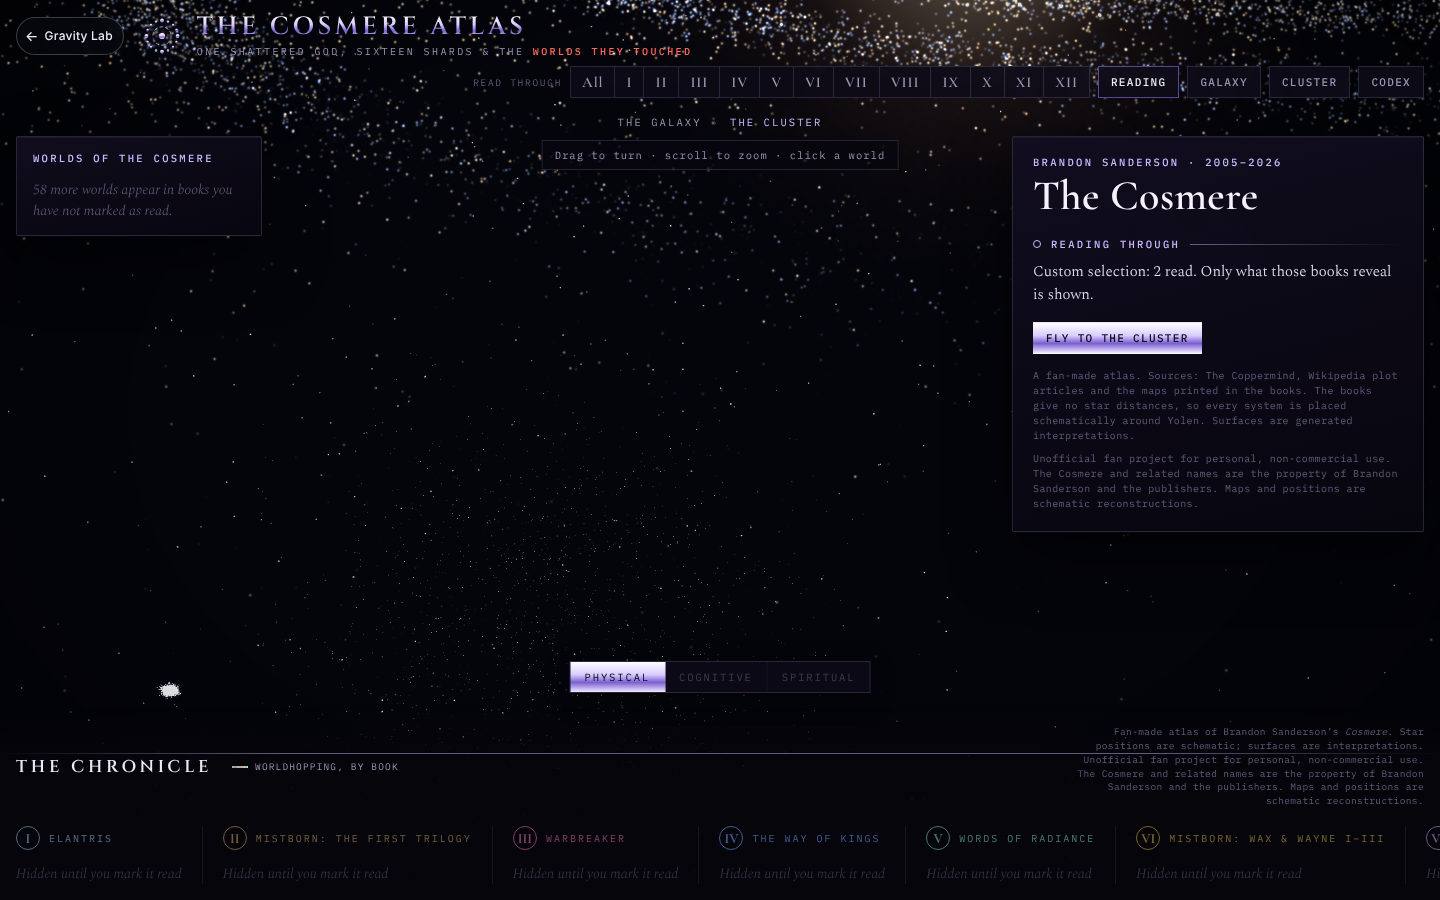 ← Gravity Lab
THE COSMERE ATLAS
ONE SHATTERED GOD, SIXTEEN SHARDS & THE WORLDS THEY TOUCHED
READ THROUGH All I II III IV V VI VII VIII IX X XI XII READING GALAXY CLUSTER CODEX
THE GALAXY · THE CLUSTER
Drag to turn · scroll to zoom · click a world
WORLDS OF THE COSMERE
58 more worlds appear in books you
have not marked as read.
BRANDON SANDERSON · 2005–2026
The Cosmere
READING THROUGH
Custom selection: 2 read. Only what those books reveal
is shown.
FLY TO THE CLUSTER
A fan-made atlas. Sources: The Coppermind, Wikipedia plot
articles and the maps printed in the books. The books
give no star distances, so every system is placed
schematically around Yolen. Surfaces are generated
interpretations.
Unofficial fan project for personal, non-commercial use.
The Cosmere and related names are the property of Brandon
Sanderson and the publishers. Maps and positions are
schematic reconstructions.
PHYSICAL COGNITIVE SPIRITUAL
Fan-made atlas of Brandon Sanderson's Cosmere. Star
positions are schematic; surfaces are interpretations.
Unofficial fan project for personal, non-commercial use.
The Cosmere and related names are the property of Brandon
Sanderson and the publishers. Maps and positions are
schematic reconstructions.
THE CHRONICLE — WORLDHOPPING, BY BOOK
I ELANTRIS
Hidden until you mark it read
II MISTBORN: THE FIRST TRILOGY
Hidden until you mark it read
III WARBREAKER
Hidden until you mark it read
IV THE WAY OF KINGS
Hidden until you mark it read
V WORDS OF RADIANCE
Hidden until you mark it read
VI MISTBORN: WAX & WAYNE I–III
Hidden until you mark it read